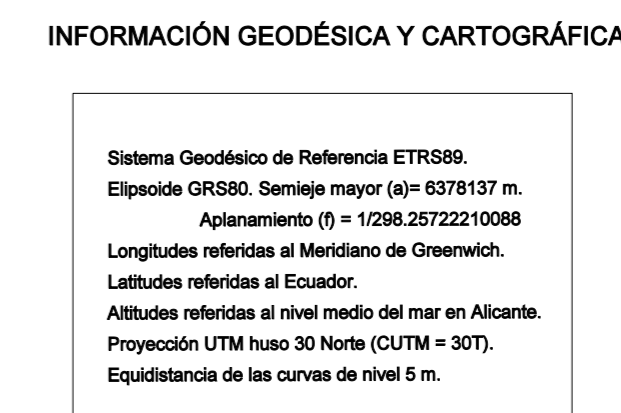 INFORMACIÓN GEODÉSICA Y CARTOGRÁFICA
Sistema Geodésico de Referencia ETRS89.
Elipsoide GRS80. Semieje mayor (a)= 6378137 m.
Aplanamiento (f) = 1/298.25722210088
Longitudes referidas al Meridiano de Greenwich.
Latitudes referidas al Ecuador.
Altitudes referidas al nivel medio del mar en Alicante.
Proyección UTM huso 30 Norte (CUTM = 30T).
Equidistancia de las curvas de nivel 5 m.